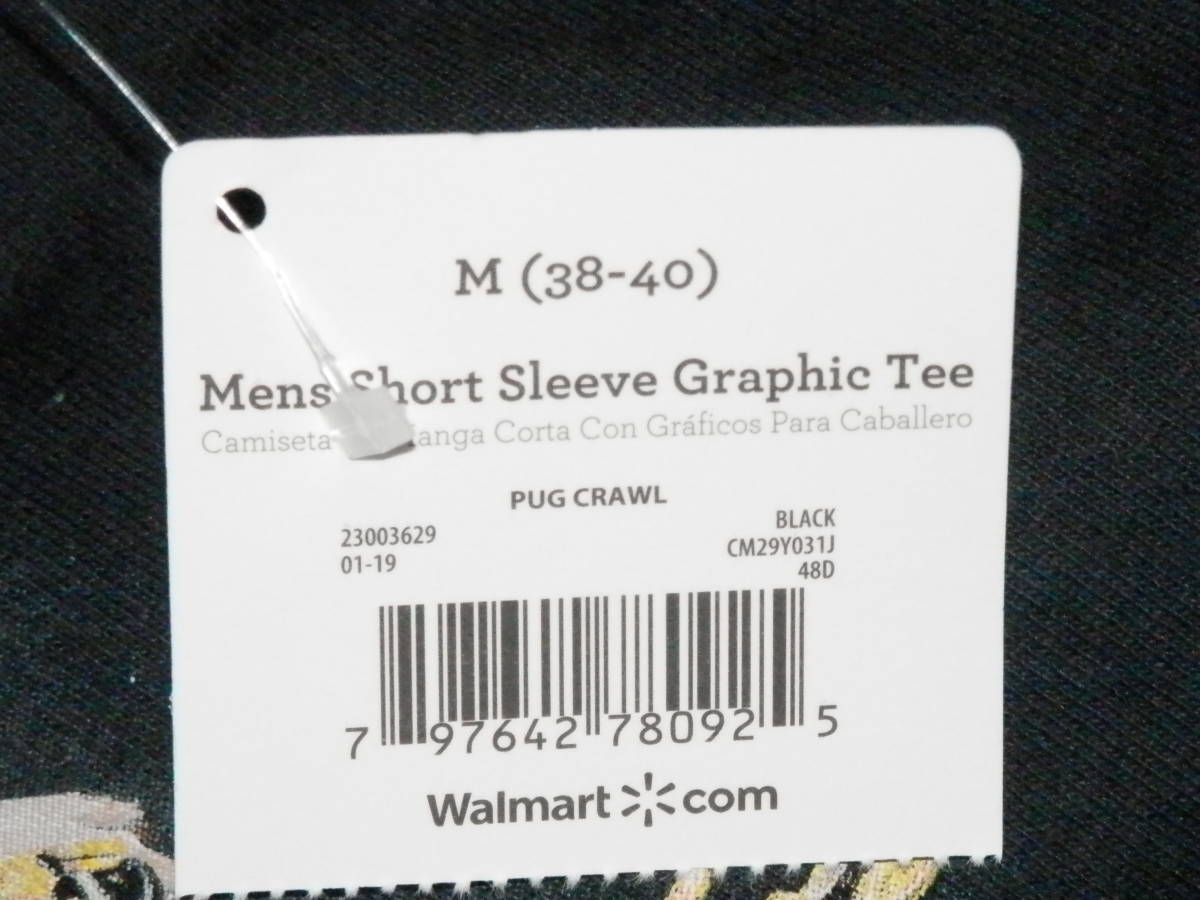 M (38-40)
Mens Short Sleeve Graphic Tee
Camiseta anga Corta Con Gráficos Para Caballero
PUG CRAWL
23003629
01-19
BLACK
CM29Y031J
48D
7 97642 78092 5
Walmart com